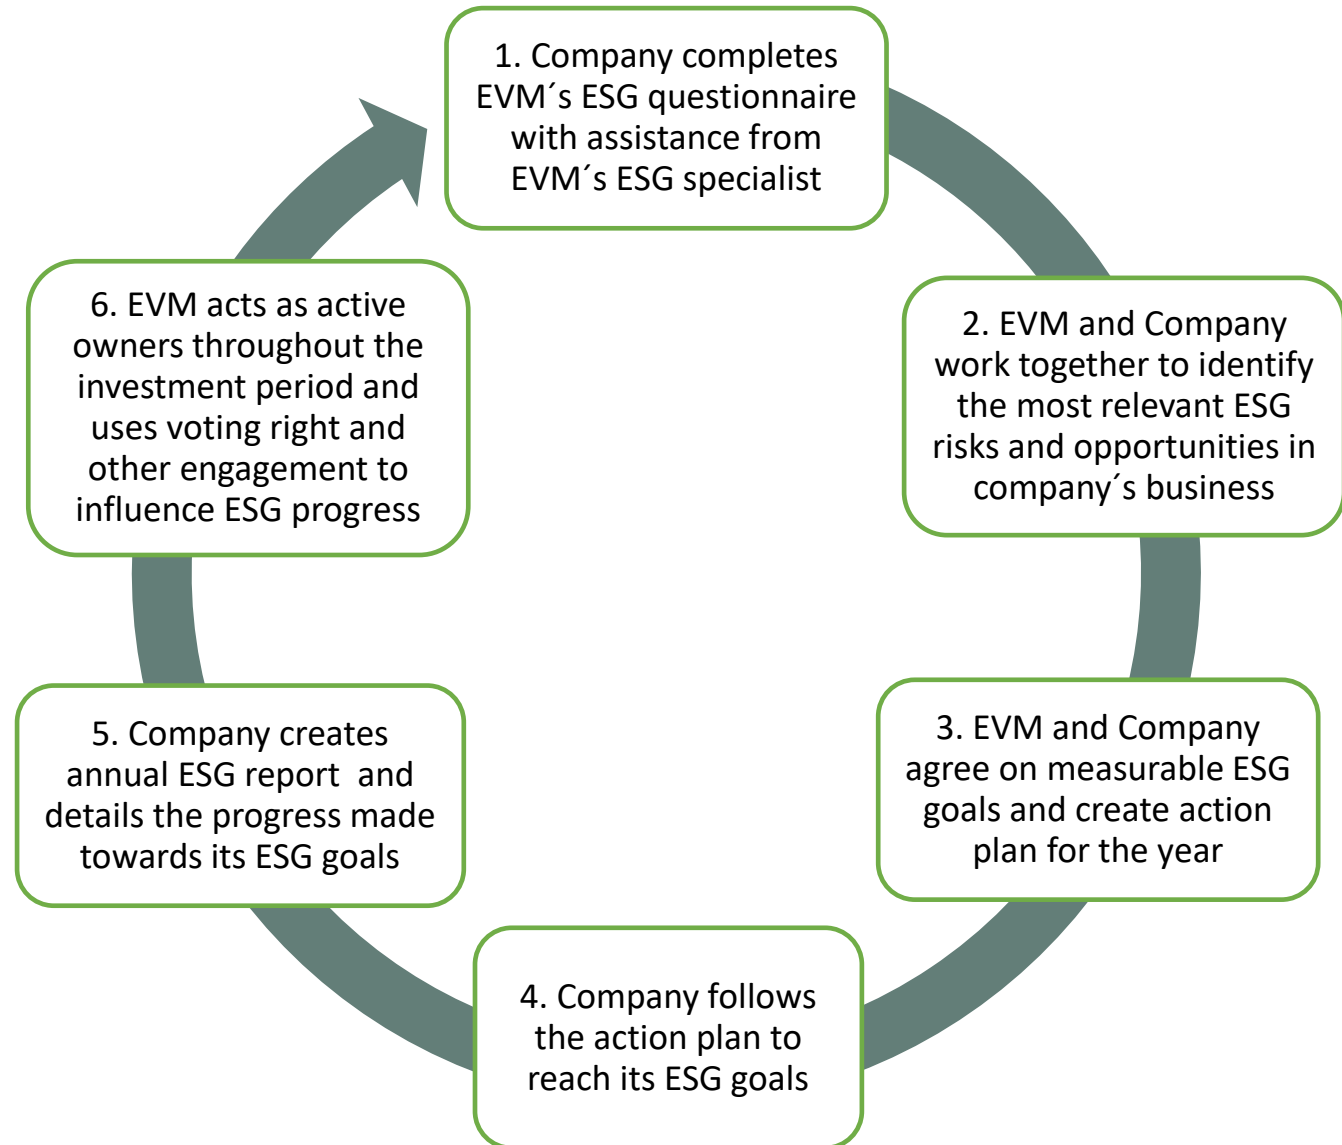 1. Company completes
EVM´s ESG questionnaire
with assistance from
EVM´s ESG specialist
2. EVM and Company
work together to identify
the most relevant ESG
risks and opportunities in
company´s business
3. EVM and Company
agree on measurable ESG
goals and create action
plan for the year
4. Company follows
the action plan to
reach its ESG goals
5. Company creates
annual ESG report  and
details the progress made
towards its ESG goals
6. EVM acts as active
owners throughout the
investment period and
uses voting right and
other engagement to
influence ESG progress